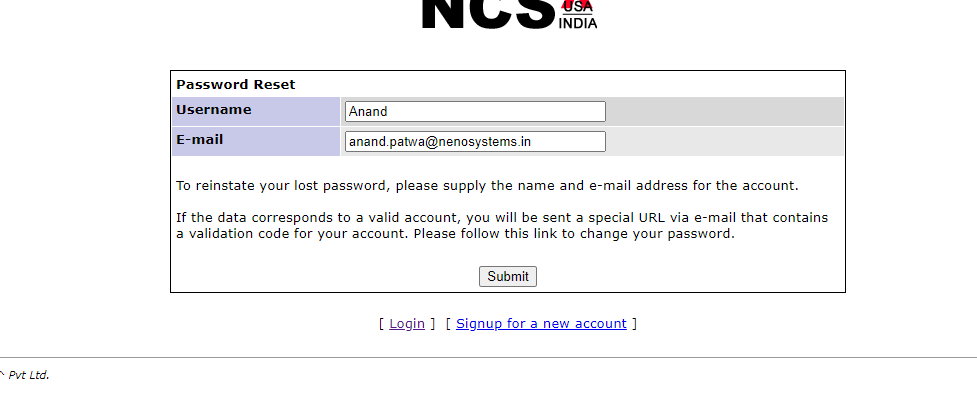 NCS USA
INDIA
Password Reset
Username Anand
E-mail anand.patwa@nenosystems.in
To reinstate your lost password, please supply the name and e-mail address for the account.
If the data corresponds to a valid account, you will be sent a special URL via e-mail that contains
a validation code for your account. Please follow this link to change your password.
Submit
[ Login ] [ Signup for a new account ]
Pvt Ltd.